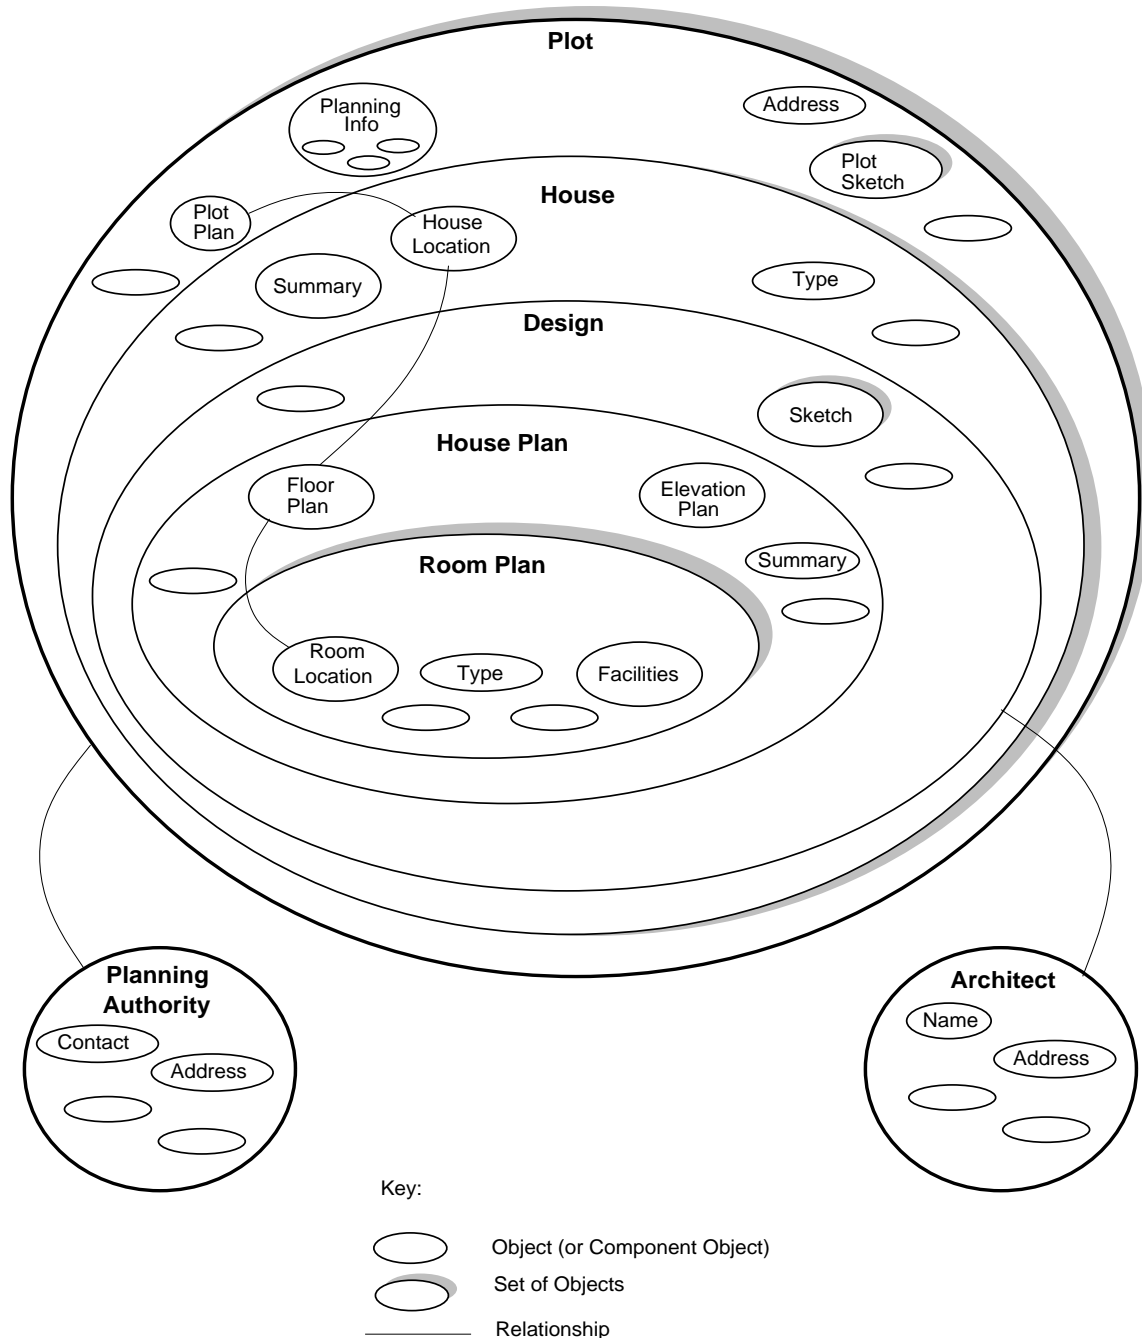 Plot
Planning
Info
Address
Plot
Sketch
House
Plot
Plan
House
Location
Summary
Type
Design
Sketch
House Plan
Floor
Plan
Elevation
Plan
Room Plan
Summary
Room
Location
Type
Facilities
Planning
Authority
Contact
Address
Architect
Name
Address
Key:
Object (or Component Object)
Set of Objects
Relationship